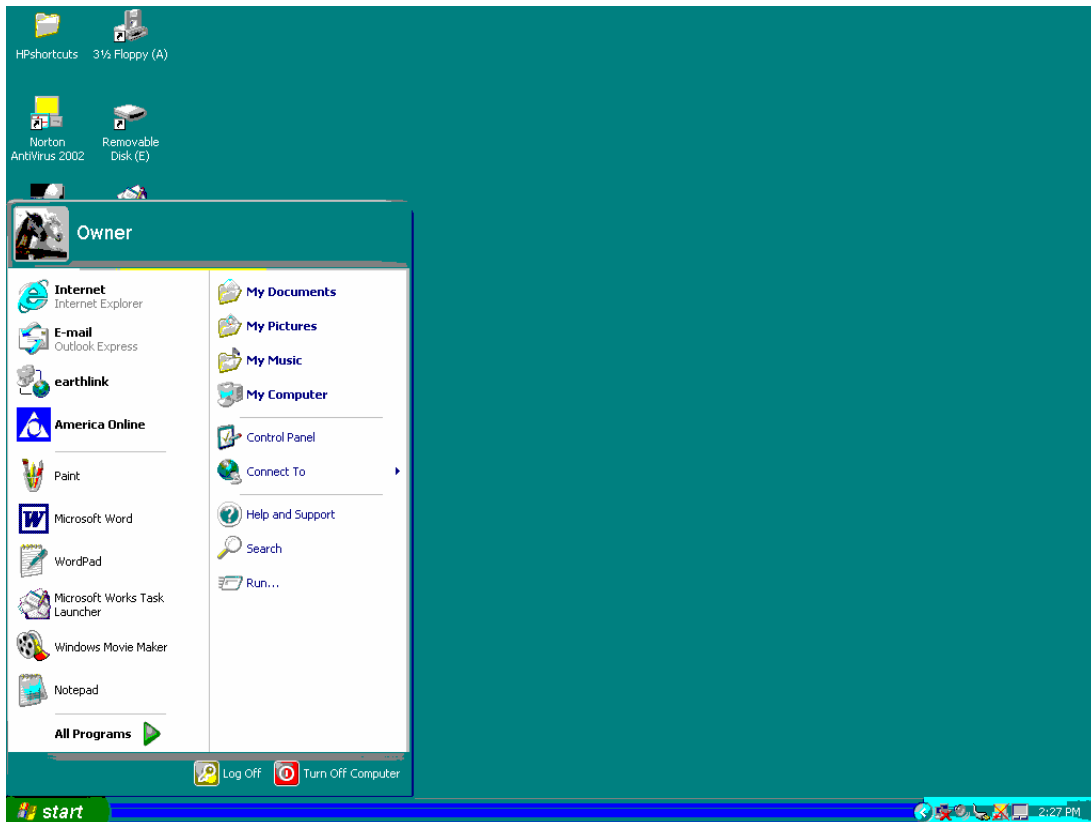 HPshortcuts
3½ Floppy (A)
Norton
AntiVirus 2002
Removable
Disk (E)
Owner
Internet
Internet Explorer
E-mail
Outlook Express
earthlink
America Online
Paint
Microsoft Word
WordPad
Microsoft Works Task
Launcher
Windows Movie Maker
Notepad
All Programs
My Documents
My Pictures
My Music
My Computer
Control Panel
Connect To
Help and Support
Search
Run...
Log Off
Turn Off Computer
start
2:27 PM